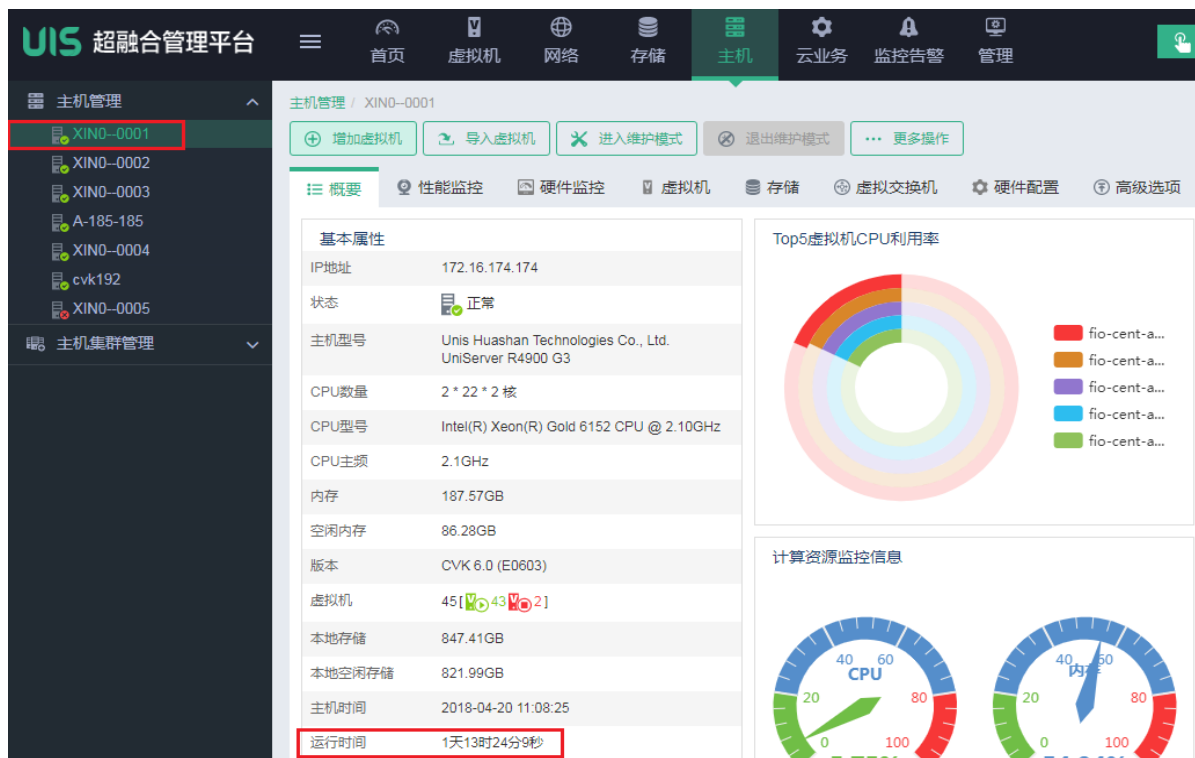 UIS 超融合管理平台
首页
虚拟机
网络
存储
主机
云业务
监控告警
管理
主机管理
XIN0--0001
XIN0--0002
XIN0--0003
A-185-185
XIN0--0004
cvk192
XIN0--0005
主机集群管理
主机管理 / XIN0--0001
增加虚拟机
导入虚拟机
进入维护模式
退出维护模式
更多操作
概要
性能监控
硬件监控
虚拟机
存储
虚拟交换机
硬件配置
高级选项
基本属性
IP地址 172.16.174.174
状态 正常
主机型号 Unis Huashan Technologies Co., Ltd.
UniServer R4900 G3
CPU数量 2 * 22 * 2 核
CPU型号 Intel(R) Xeon(R) Gold 6152 CPU @ 2.10GHz
CPU主频 2.1GHz
内存 187.57GB
空闲内存 86.28GB
版本 CVK 6.0 (E0603)
虚拟机 45[ 43 2 ]
本地存储 847.41GB
本地空闲存储 821.99GB
主机时间 2018-04-20 11:08:25
运行时间 1天13时24分9秒
Top5虚拟机CPU利用率
fio-cent-a...
fio-cent-a...
fio-cent-a...
fio-cent-a...
fio-cent-a...
计算资源监控信息
40 60
CPU
20 80
0 100
40 60
内存
20 80
0 100